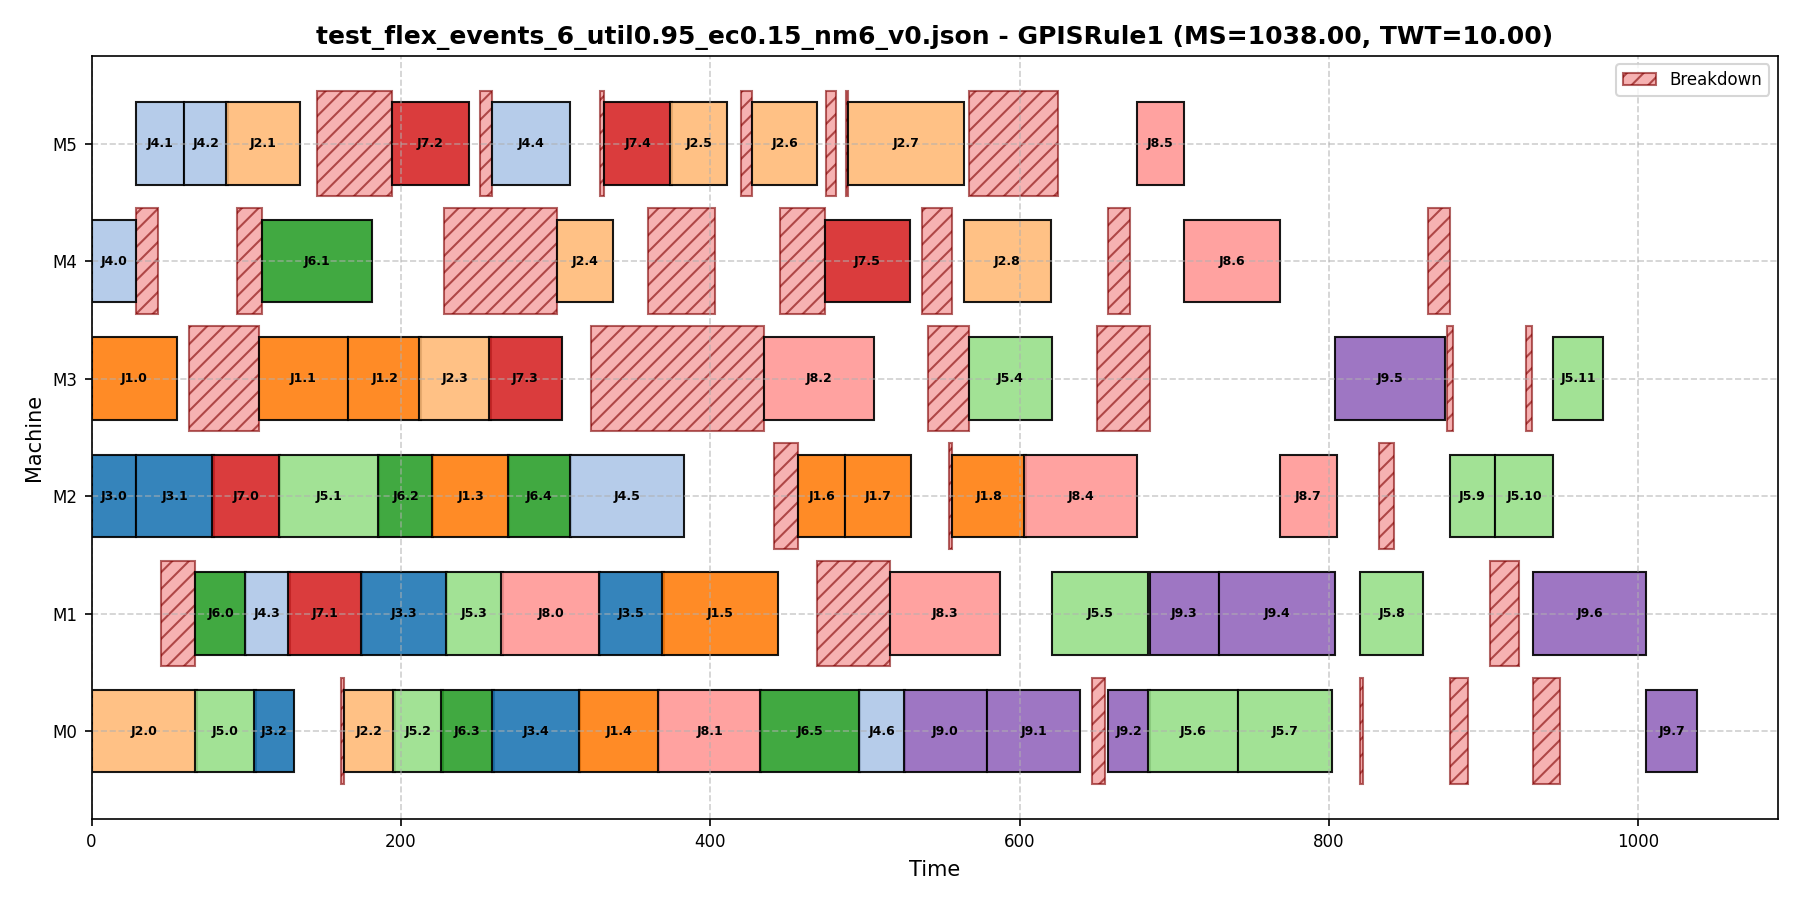 test_flex_events_6_util0.95_ec0.15_nm6_v0.json - GPISRule1 (MS=1038.00, TWT=10.00)
Breakdown
M5
J4.1 J4.2 J2.1 J7.2 J4.4 J7.4 J2.5 J2.6 J2.7 J8.5
M4
J4.0 J6.1 J2.4 J7.5 J2.8 J8.6
M3
J1.0 J1.1 J1.2 J2.3 J7.3 J8.2 J5.4 J9.5 J5.11
M2
J3.0 J3.1 J7.0 J5.1 J6.2 J1.3 J6.4 J4.5 J1.6 J1.7 J1.8 J8.4 J8.7 J5.9 J5.10
M1
J6.0 J4.3 J7.1 J3.3 J5.3 J8.0 J3.5 J1.5 J8.3 J5.5 J9.3 J9.4 J5.8 J9.6
M0
J2.0 J5.0 J3.2 J2.2 J5.2 J6.3 J3.4 J1.4 J8.1 J6.5 J4.6 J9.0 J9.1 J9.2 J5.6 J5.7 J9.7
Machine
0 200 400 600 800 1000
Time